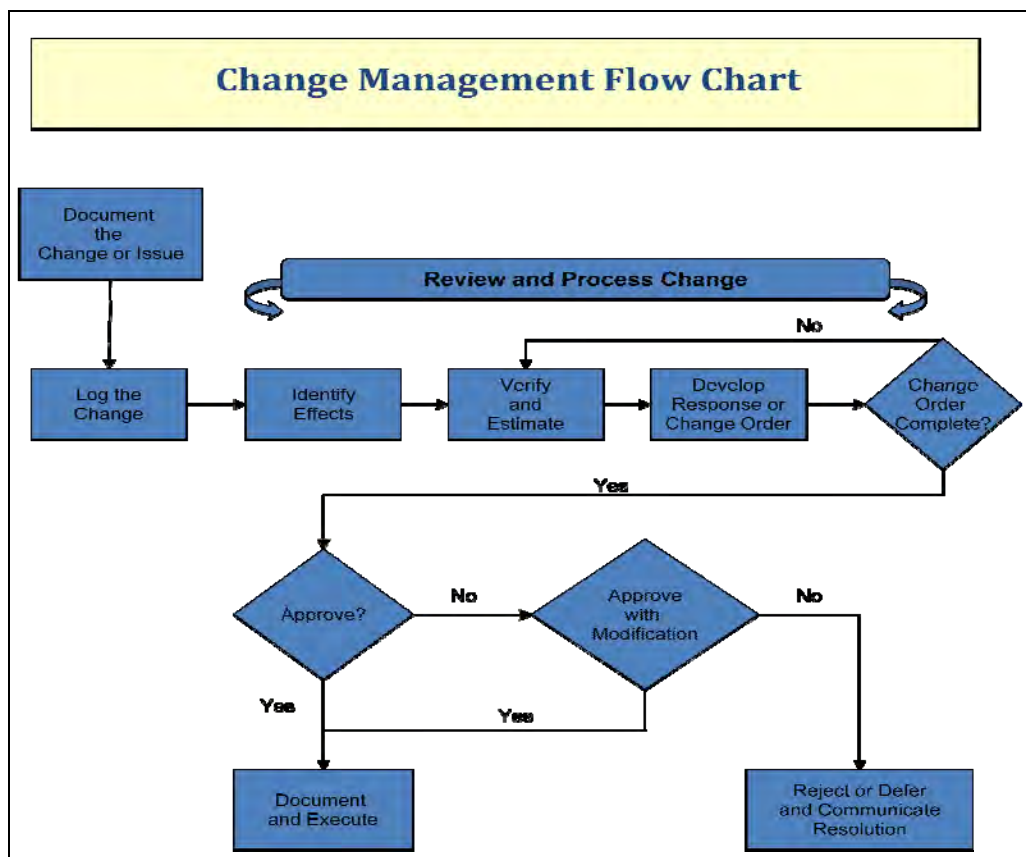 Change Management Flow Chart
Document
the
Change or Issue
Review and Process Change
No
Log the
Change
Identify
Effects
Verify
and
Estimate
Develop
Response or
Change Order
Change
Order
Complete?
Yes
Approve?
No
Approve
with
Modification
No
Yes
Yes
Document
and Execute
Reject or Defer
and Communicate
Resolution